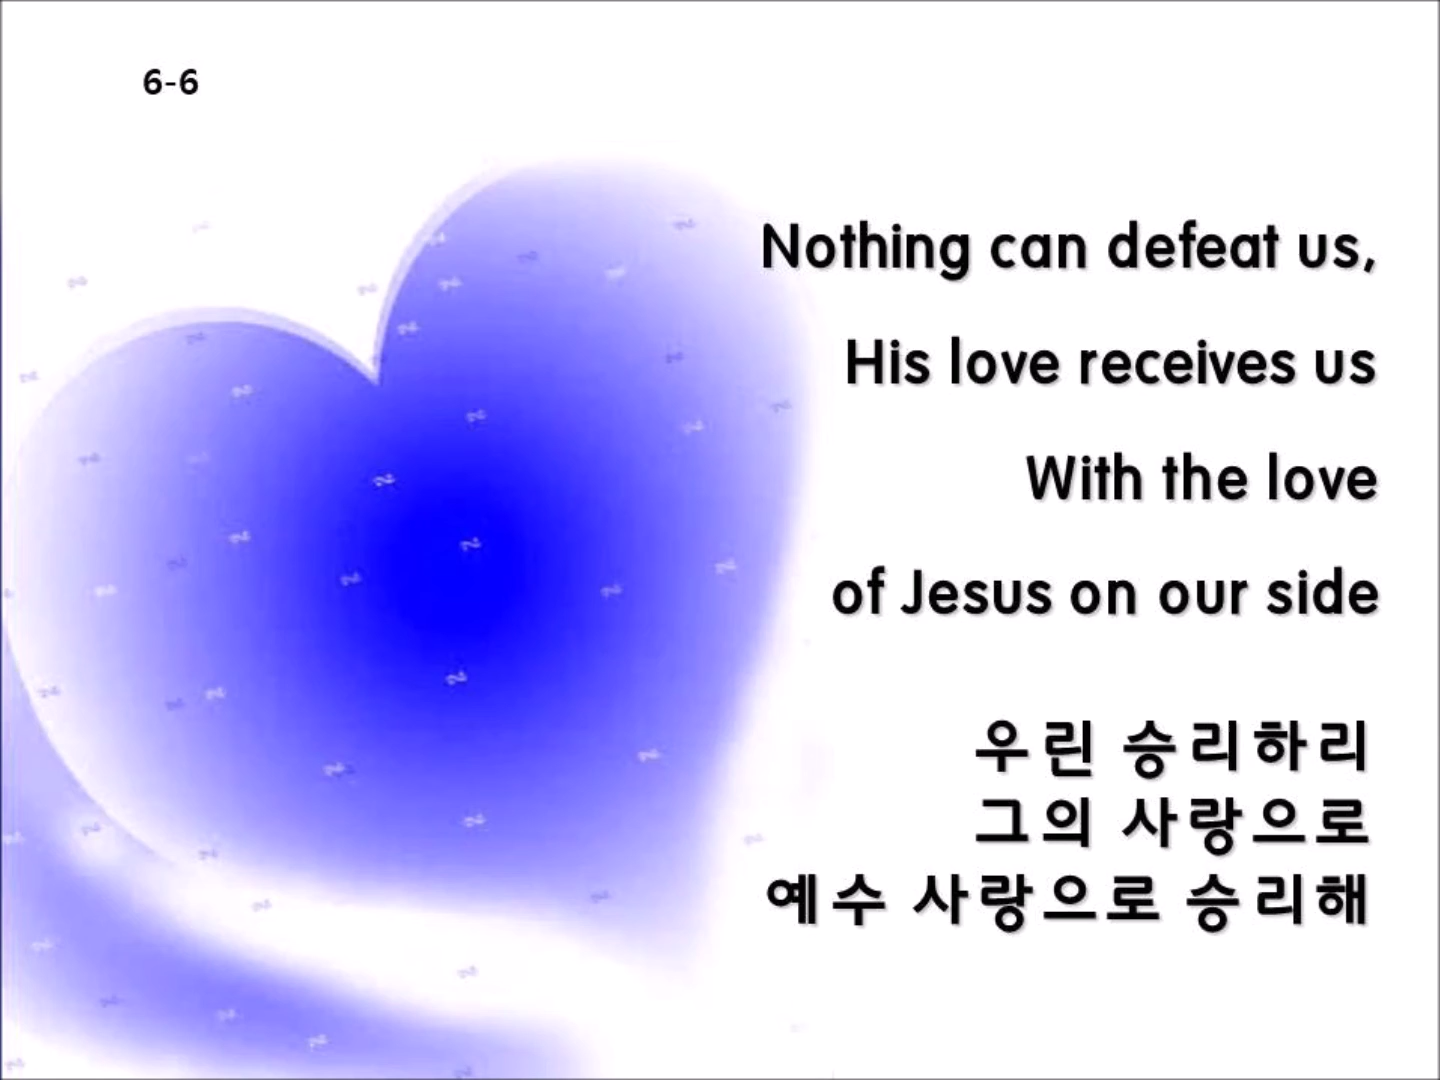 6-6
Nothing can defeat us,
His love receives us
With the love
of Jesus on our side
우린 승리하리
그의 사랑으로
예수 사랑으로 승리해